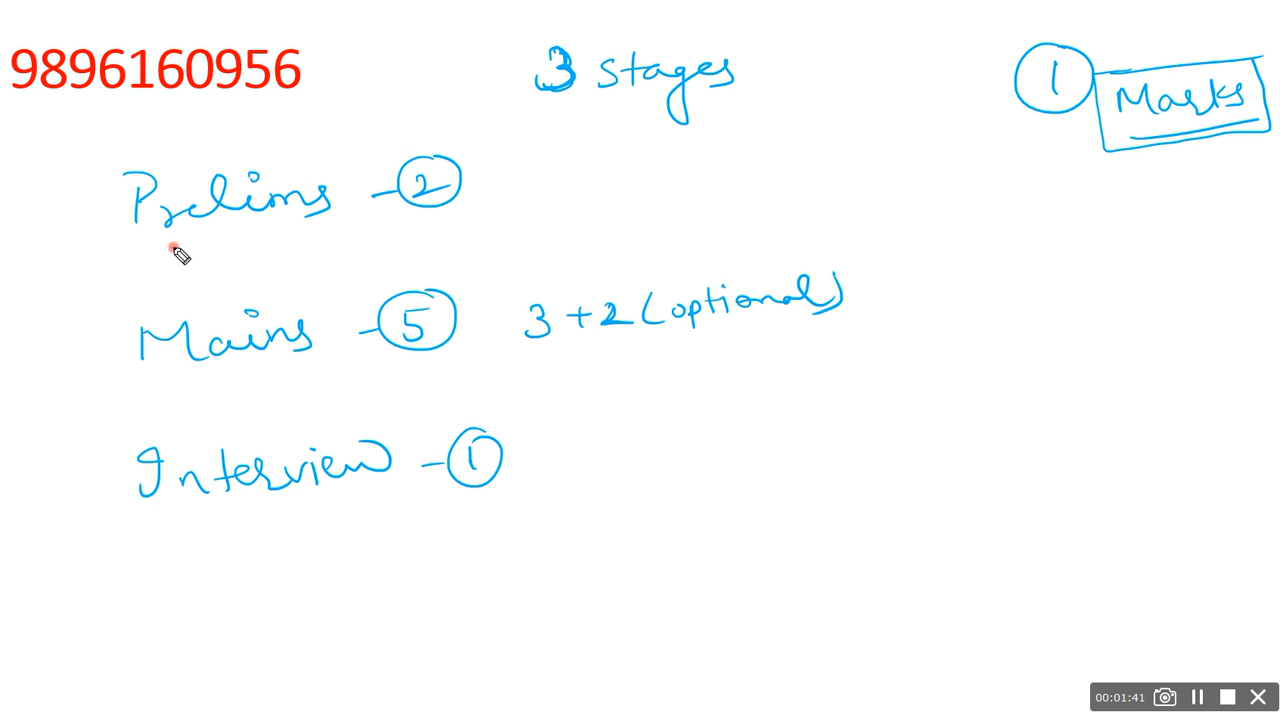 9896160956
3 stages
1 Marks
Prelims - 2
Mains - 5 3 + 2 (optional)
Interview - 1
00:01:41